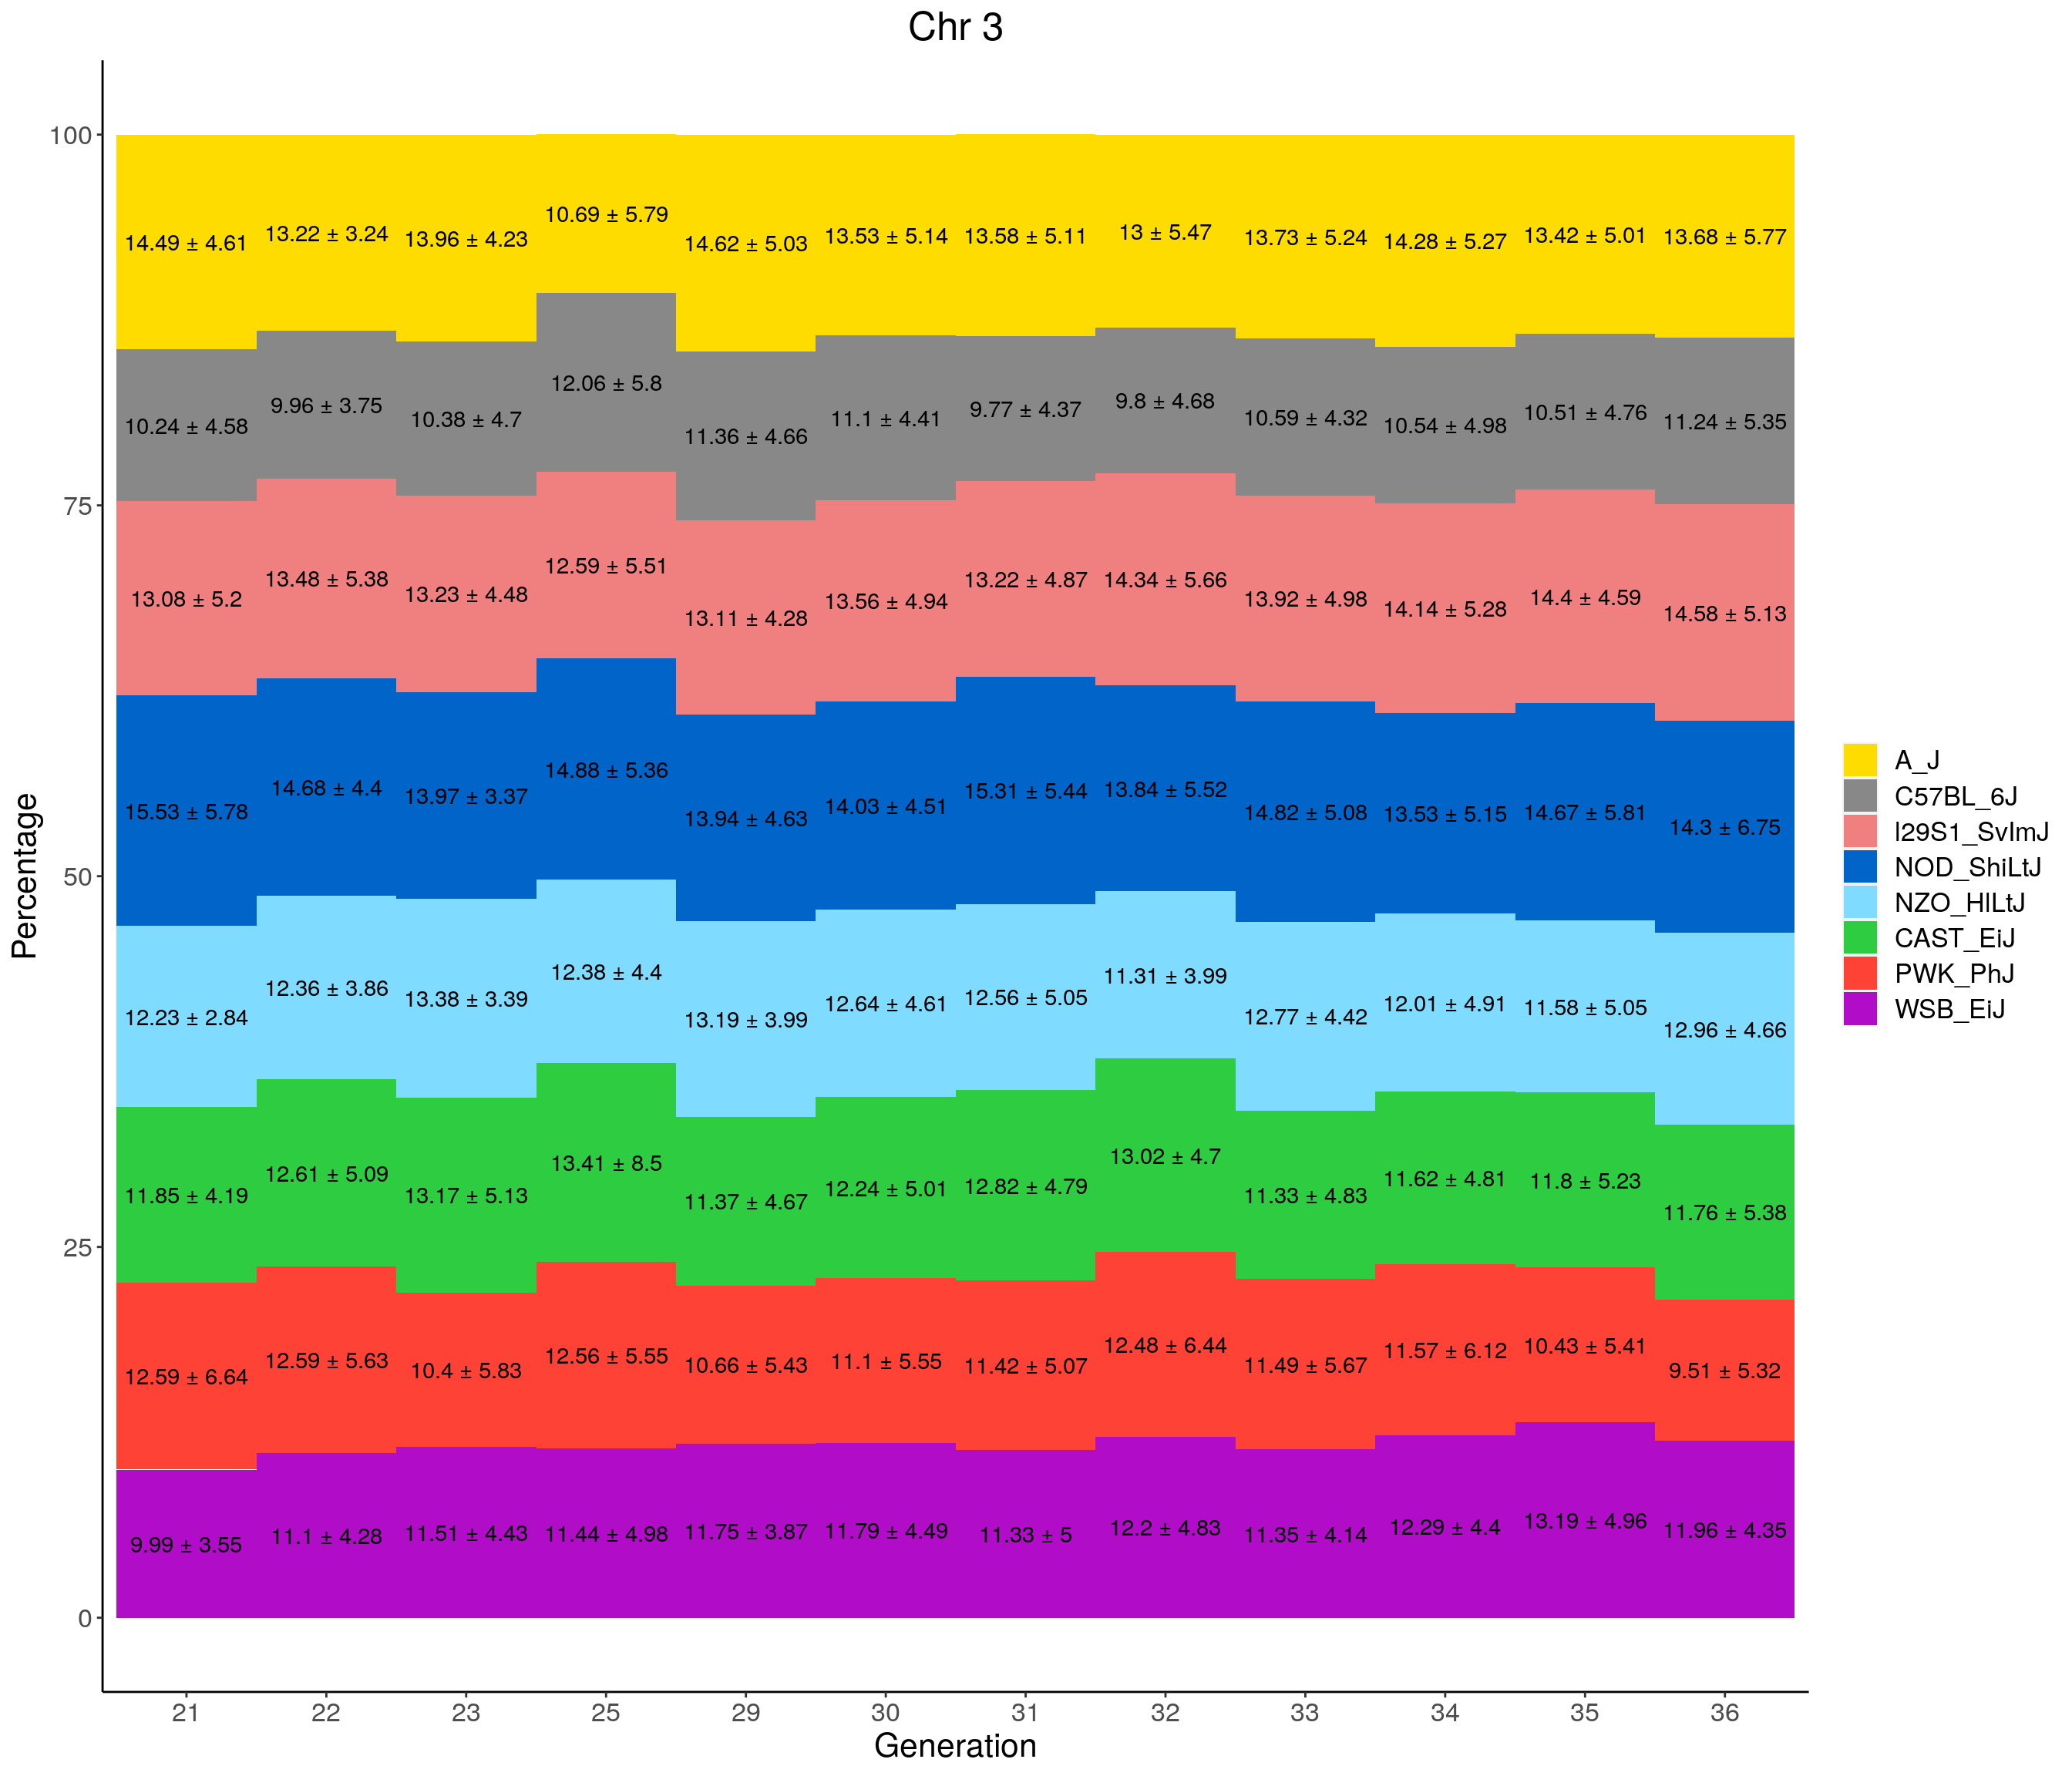 Chr 3
Percentage
100
75
50
25
0
14.49 ± 4.61 13.22 ± 3.24 13.96 ± 4.23 10.69 ± 5.79 14.62 ± 5.03 13.53 ± 5.14 13.58 ± 5.11 13 ± 5.47 13.73 ± 5.24 14.28 ± 5.27 13.42 ± 5.01 13.68 ± 5.77
10.24 ± 4.58 9.96 ± 3.75 10.38 ± 4.7 12.06 ± 5.8 11.36 ± 4.66 11.1 ± 4.41 9.77 ± 4.37 9.8 ± 4.68 10.59 ± 4.32 10.54 ± 4.98 10.51 ± 4.76 11.24 ± 5.35
13.08 ± 5.2 13.48 ± 5.38 13.23 ± 4.48 12.59 ± 5.51 13.11 ± 4.28 13.56 ± 4.94 13.22 ± 4.87 14.34 ± 5.66 13.92 ± 4.98 14.14 ± 5.28 14.4 ± 4.59 14.58 ± 5.13
15.53 ± 5.78 14.68 ± 4.4 13.97 ± 3.37 14.88 ± 5.36 13.94 ± 4.63 14.03 ± 4.51 15.31 ± 5.44 13.84 ± 5.52 14.82 ± 5.08 13.53 ± 5.15 14.67 ± 5.81 14.3 ± 6.75
12.23 ± 2.84 12.36 ± 3.86 13.38 ± 3.39 12.38 ± 4.4 13.19 ± 3.99 12.64 ± 4.61 12.56 ± 5.05 11.31 ± 3.99 12.77 ± 4.42 12.01 ± 4.91 11.58 ± 5.05 12.96 ± 4.66
11.85 ± 4.19 12.61 ± 5.09 13.17 ± 5.13 13.41 ± 8.5 11.37 ± 4.67 12.24 ± 5.01 12.82 ± 4.79 13.02 ± 4.7 11.33 ± 4.83 11.62 ± 4.81 11.8 ± 5.23 11.76 ± 5.38
12.59 ± 6.64 12.59 ± 5.63 10.4 ± 5.83 12.56 ± 5.55 10.66 ± 5.43 11.1 ± 5.55 11.42 ± 5.07 12.48 ± 6.44 11.49 ± 5.67 11.57 ± 6.12 10.43 ± 5.41 9.51 ± 5.32
9.99 ± 3.55 11.1 ± 4.28 11.51 ± 4.43 11.44 ± 4.98 11.75 ± 3.87 11.79 ± 4.49 11.33 ± 5 12.2 ± 4.83 11.35 ± 4.14 12.29 ± 4.4 13.19 ± 4.96 11.96 ± 4.35
21 22 23 25 29 30 31 32 33 34 35 36
Generation
A_J
C57BL_6J
l29S1_SvImJ
NOD_ShiLtJ
NZO_HlLtJ
CAST_EiJ
PWK_PhJ
WSB_EiJ